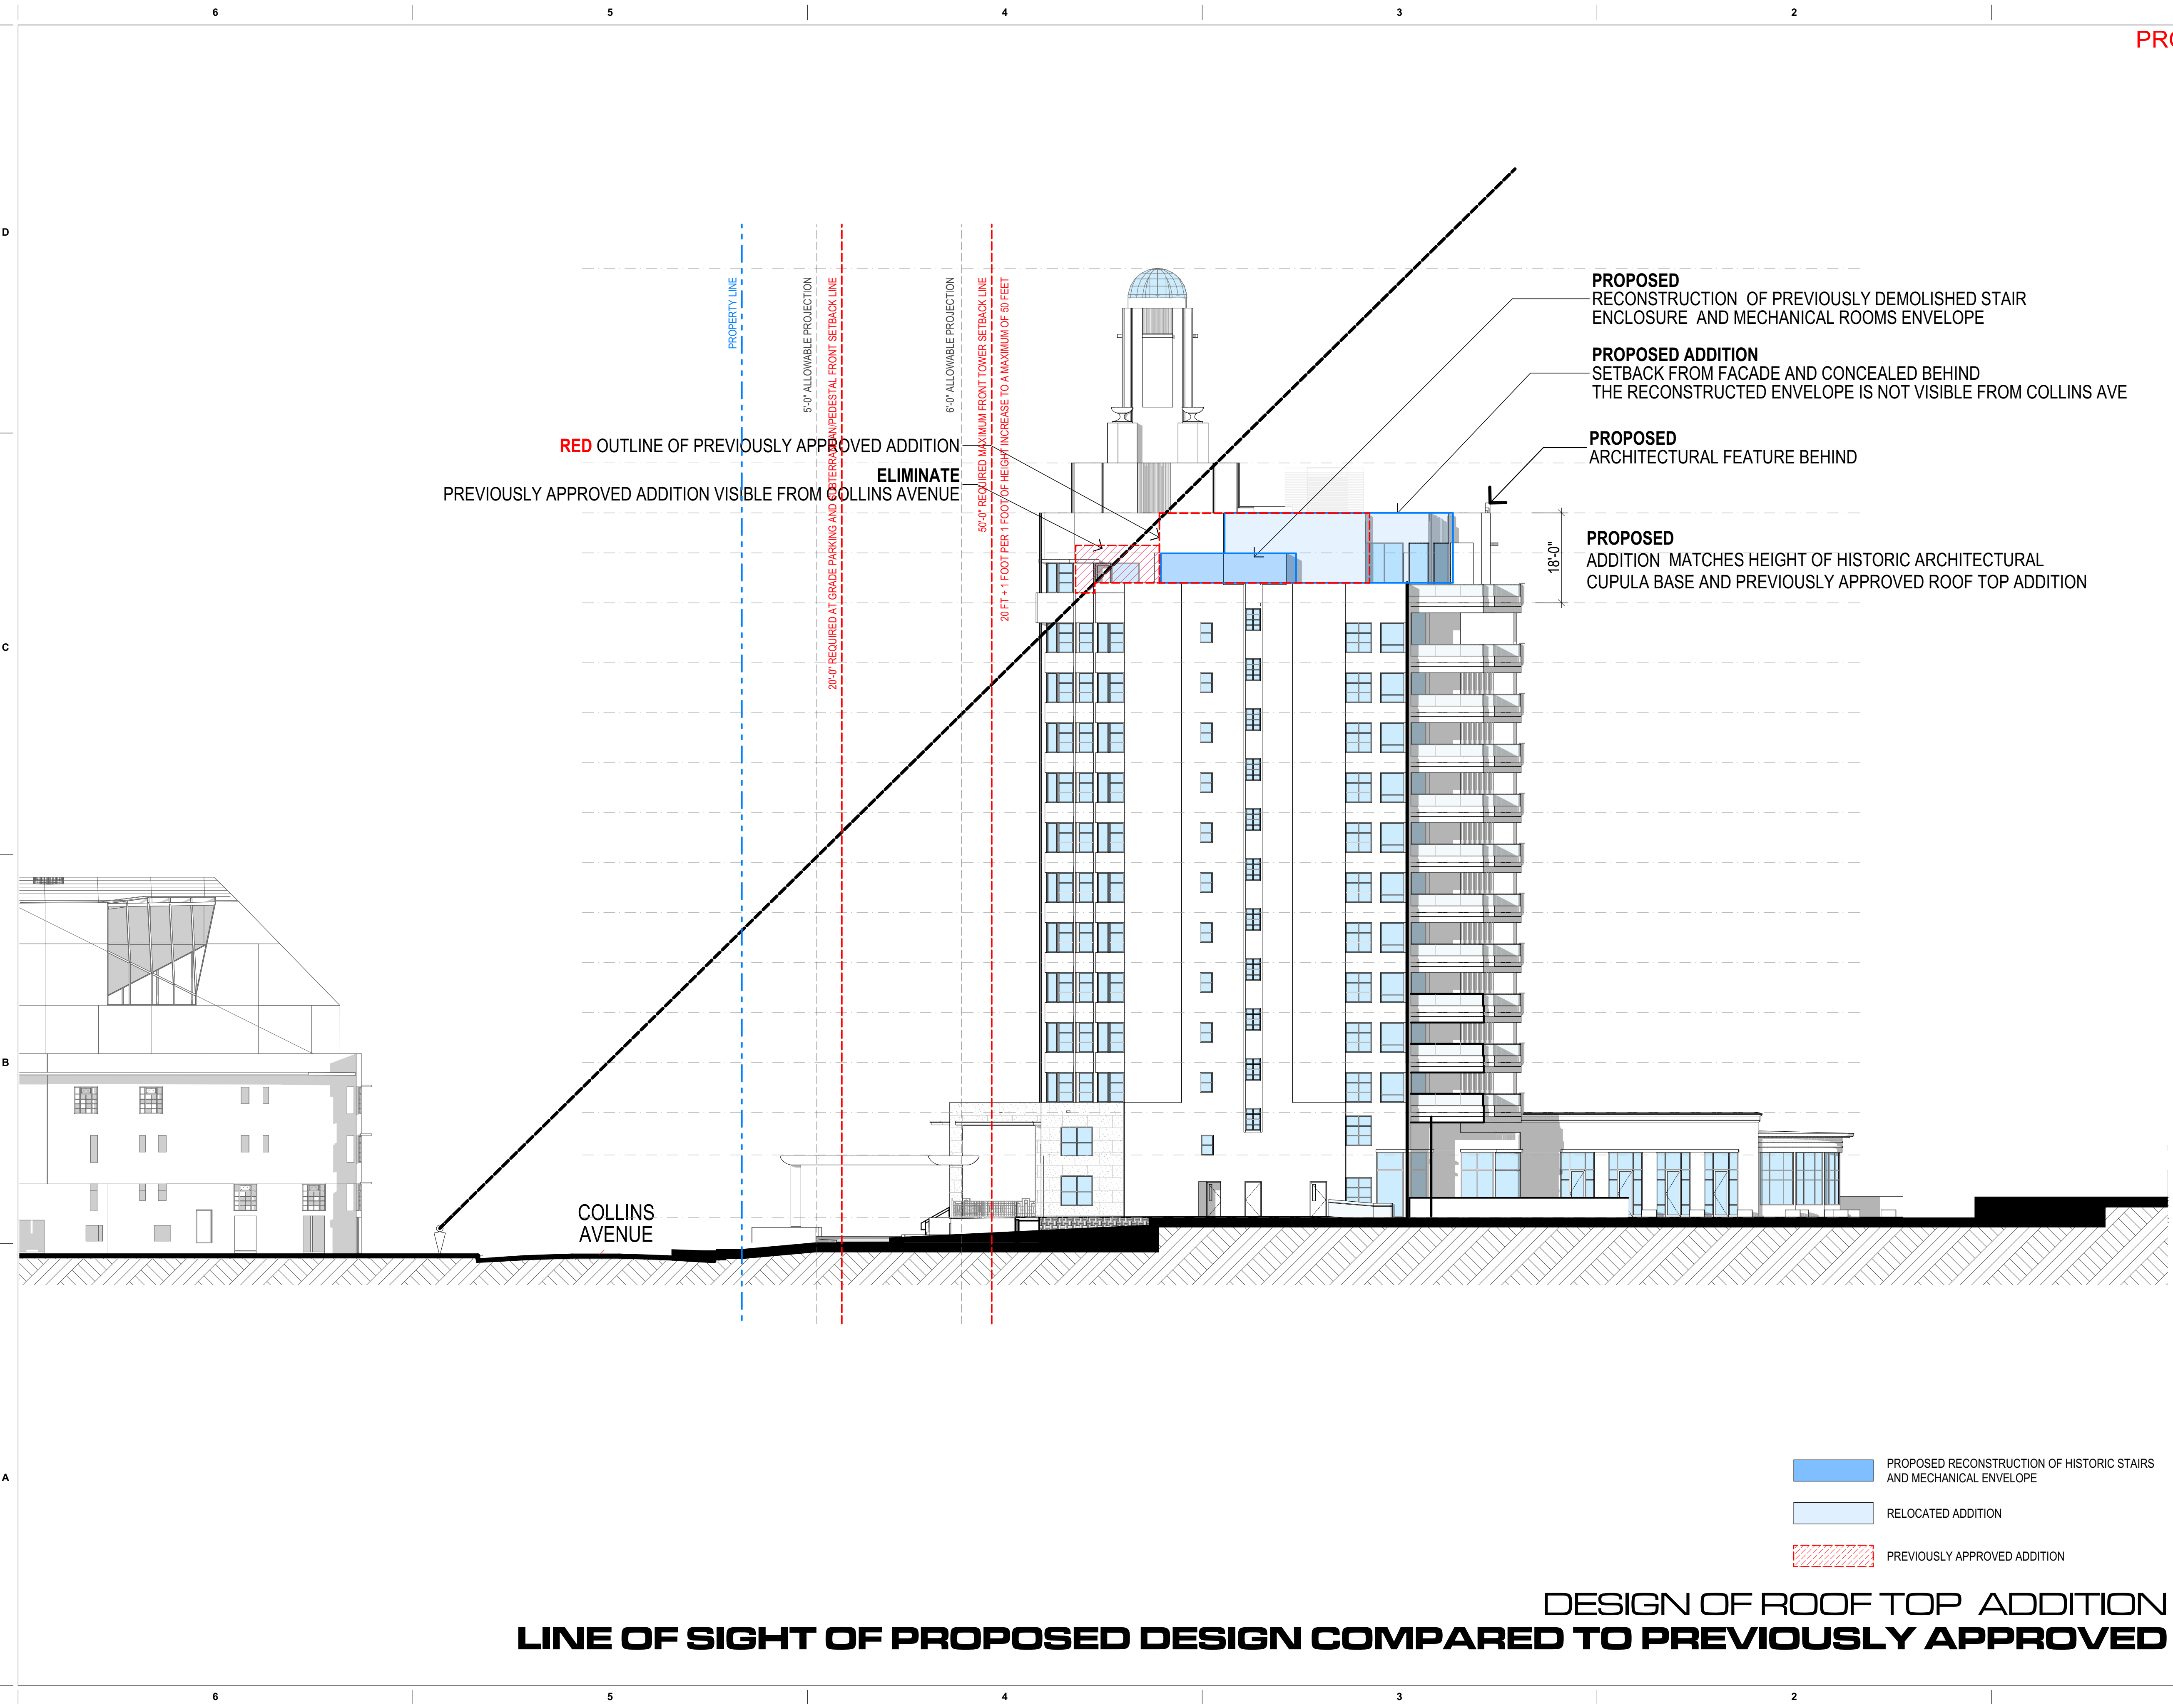 6 5 4 3 2
PRO
D
C
B
A
PROPERTY LINE
5'-0" ALLOWABLE PROJECTION
20'-0" REQUIRED AT GRADE PARKING AND SUBTERRANEAN/PEDESTAL FRONT SETBACK LINE
6'-0" ALLOWABLE PROJECTION
50'-0" REQUIRED MAXIMUM FRONT TOWER SETBACK LINE
20 FT + 1 FOOT PER 1 FOOT OF HEIGHT INCREASE TO A MAXIMUM OF 50 FEET
RED OUTLINE OF PREVIOUSLY APPROVED ADDITION
ELIMINATE
PREVIOUSLY APPROVED ADDITION VISIBLE FROM COLLINS AVENUE
PROPOSED
RECONSTRUCTION OF PREVIOUSLY DEMOLISHED STAIR
ENCLOSURE AND MECHANICAL ROOMS ENVELOPE
PROPOSED ADDITION
SETBACK FROM FACADE AND CONCEALED BEHIND
THE RECONSTRUCTED ENVELOPE IS NOT VISIBLE FROM COLLINS AVE
PROPOSED
ARCHITECTURAL FEATURE BEHIND
18'-0"
PROPOSED
ADDITION MATCHES HEIGHT OF HISTORIC ARCHITECTURAL
CUPULA BASE AND PREVIOUSLY APPROVED ROOF TOP ADDITION
COLLINS
AVENUE
PROPOSED RECONSTRUCTION OF HISTORIC STAIRS
AND MECHANICAL ENVELOPE
RELOCATED ADDITION
PREVIOUSLY APPROVED ADDITION
DESIGN OF ROOF TOP ADDITION
LINE OF SIGHT OF PROPOSED DESIGN COMPARED TO PREVIOUSLY APPROVED
6 5 4 3 2